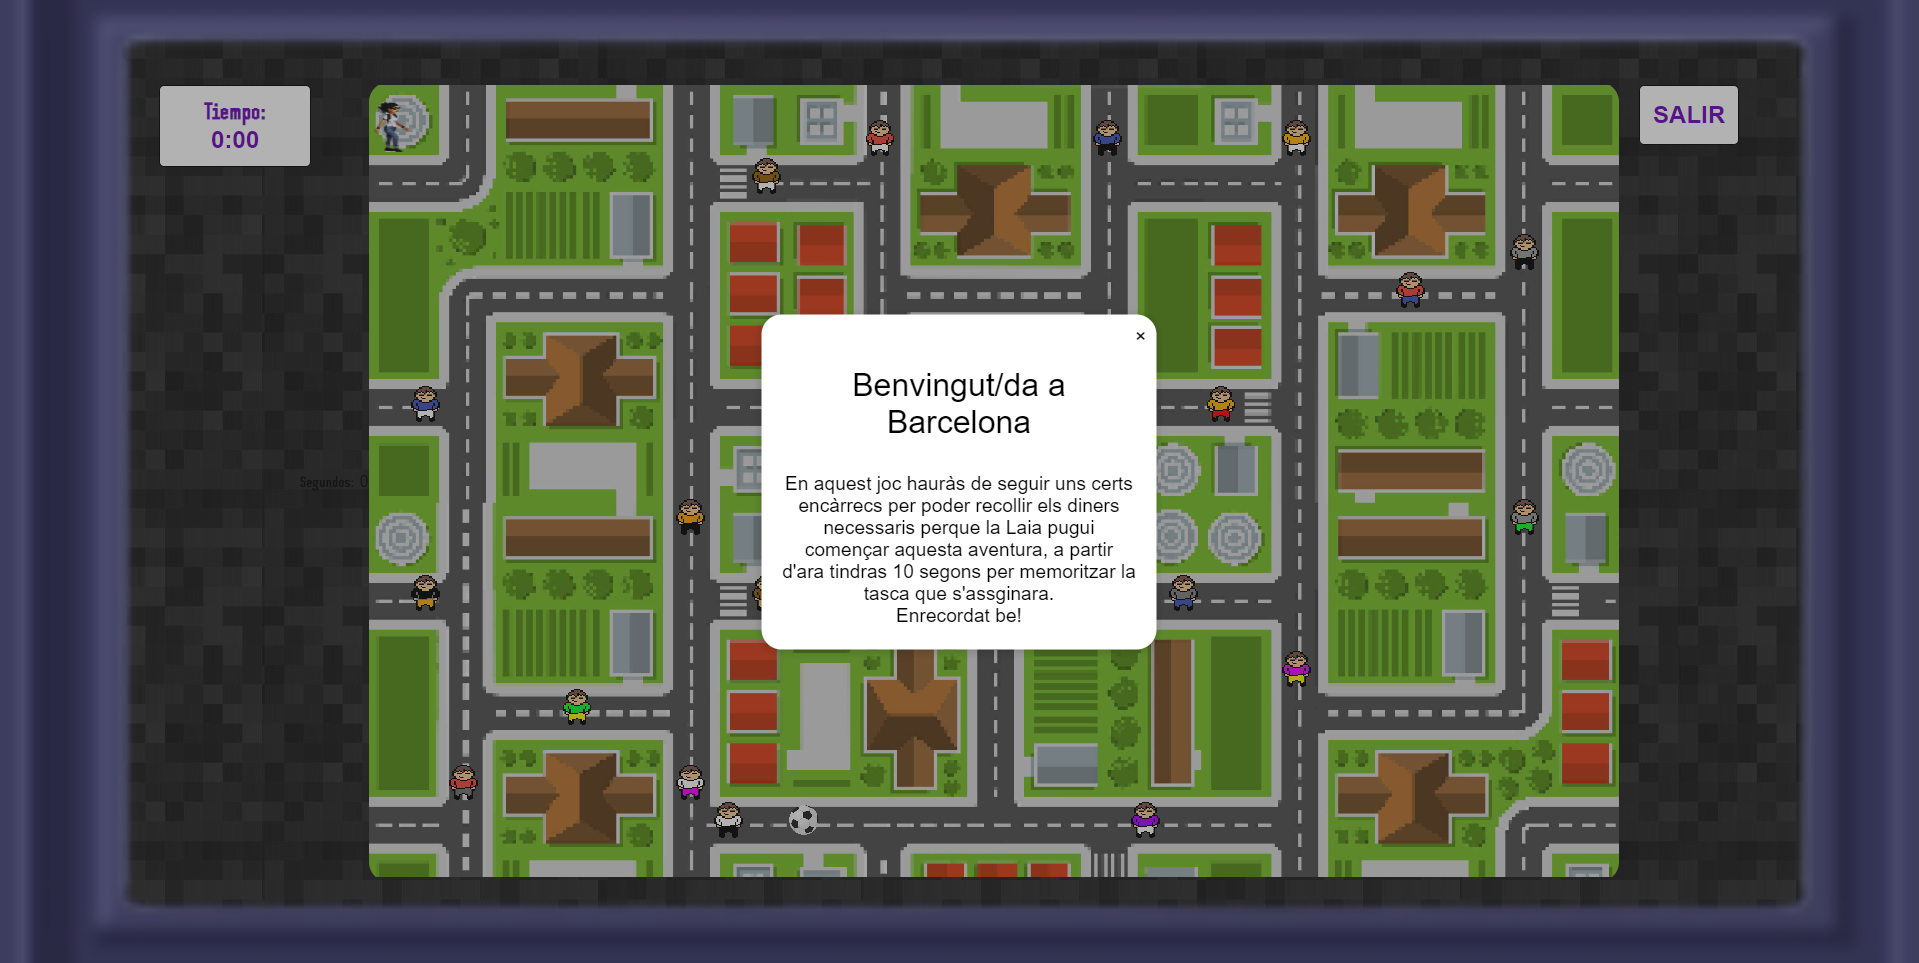 Tiempo:
0:00
SALIR
×
Benvingut/da a
Barcelona
En aquest joc hauràs de seguir uns certs
encàrrecs per poder recollir els diners
necessaris perque la Laia pugui
començar aquesta aventura, a partir
d'ara tindras 10 segons per memoritzar la
tasca que s'assginara.
Enrecordat be!
Segundos: 0